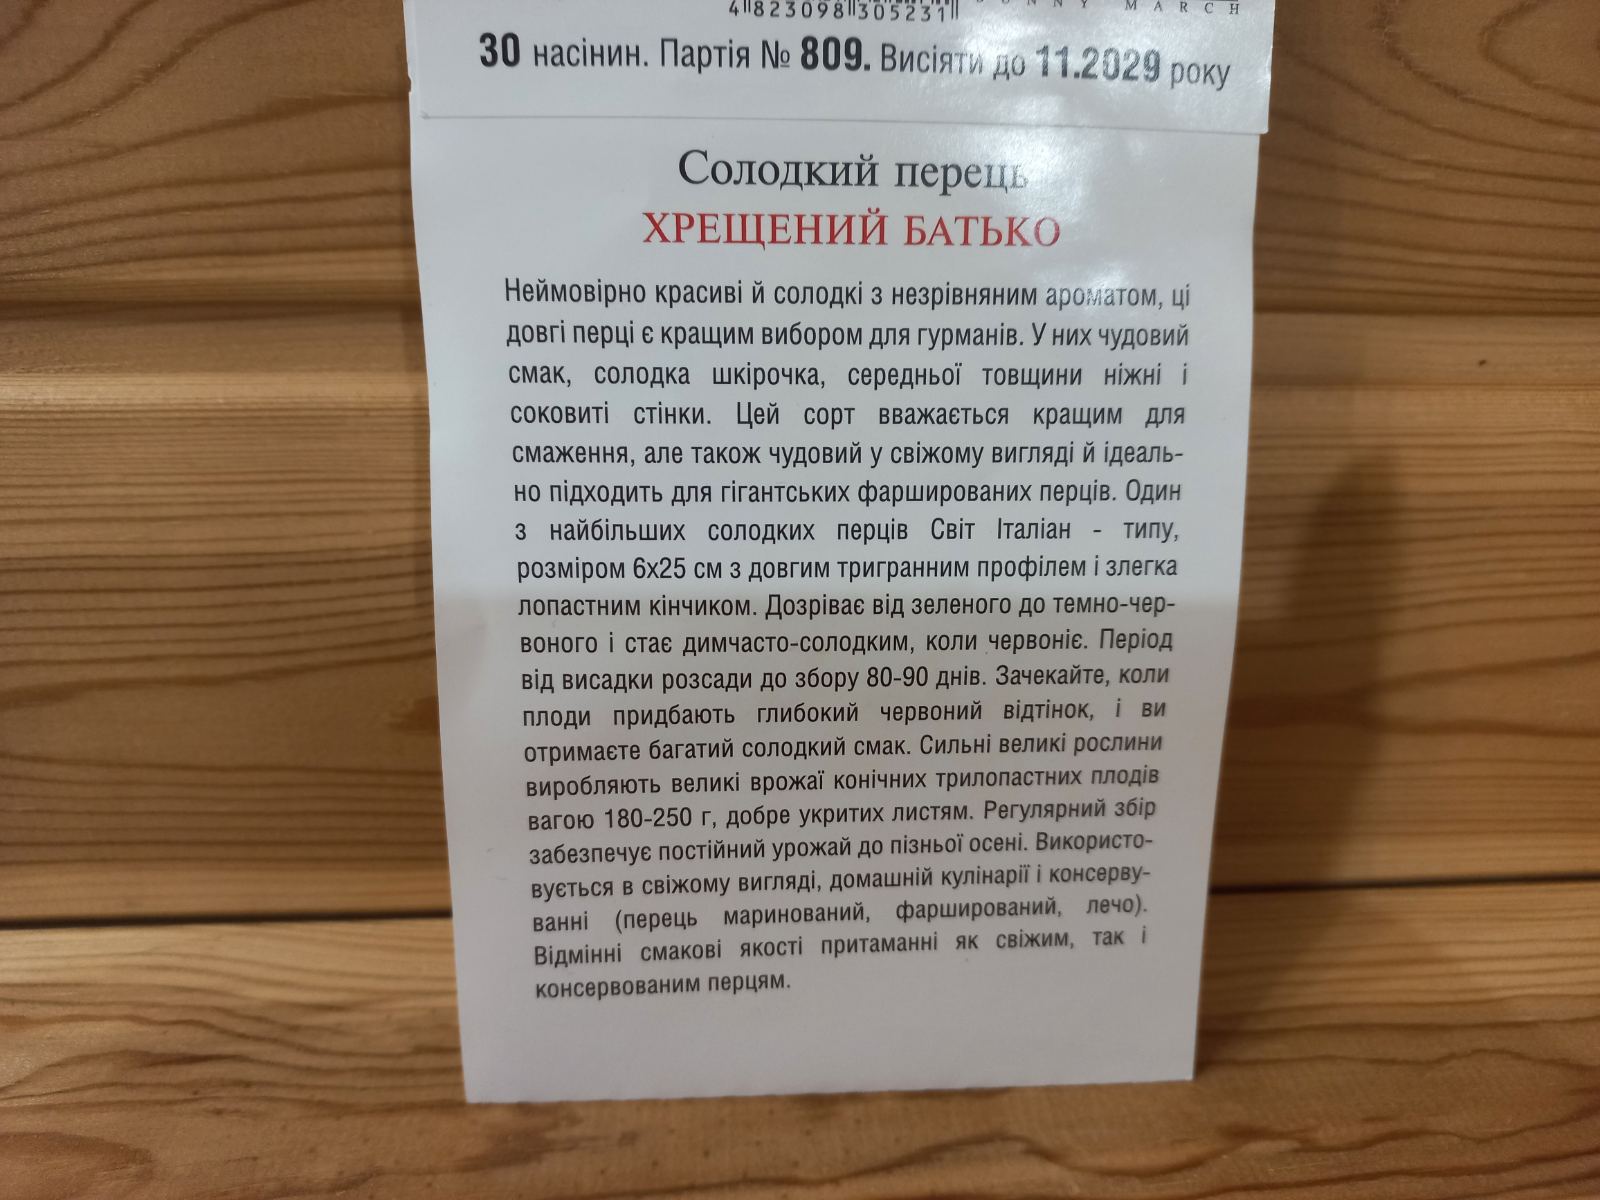 4823098305231
SUNNY MARCH
30 насінин. Партія № 809. Висіяти до 11.2029 року
Солодкий перець
ХРЕЩЕНИЙ БАТЬКО
Неймовірно красиві й солодкі з незрівняним ароматом, ці
довгі перці є кращим вибором для гурманів. У них чудовий
смак, солодка шкірочка, середньої товщини ніжні і
соковиті стінки. Цей сорт вважається кращим для
смаження, але також чудовий у свіжому вигляді й ідеаль-
но підходить для гігантських фаршированих перців. Один
з найбільших солодких перців Світ Італіан - типу,
розміром 6х25 см з довгим тригранним профілем і злегка
лопастним кінчиком. Дозріває від зеленого до темно-чер-
воного і стає димчасто-солодким, коли червоніє. Період
від висадки розсади до збору 80-90 днів. Зачекайте, коли
плоди придбають глибокий червоний відтінок, і ви
отримаєте багатий солодкий смак. Сильні великі рослини
виробляють великі врожаї конічних трилопастних плодів
вагою 180-250 г, добре укритих листям. Регулярний збір
забезпечує постійний урожай до пізньої осені. Використо-
вується в свіжому вигляді, домашній кулінарії і консерву-
ванні (перець маринований, фарширований, лечо).
Відмінні смакові якості притаманні як свіжим, так і
консервованим перцям.